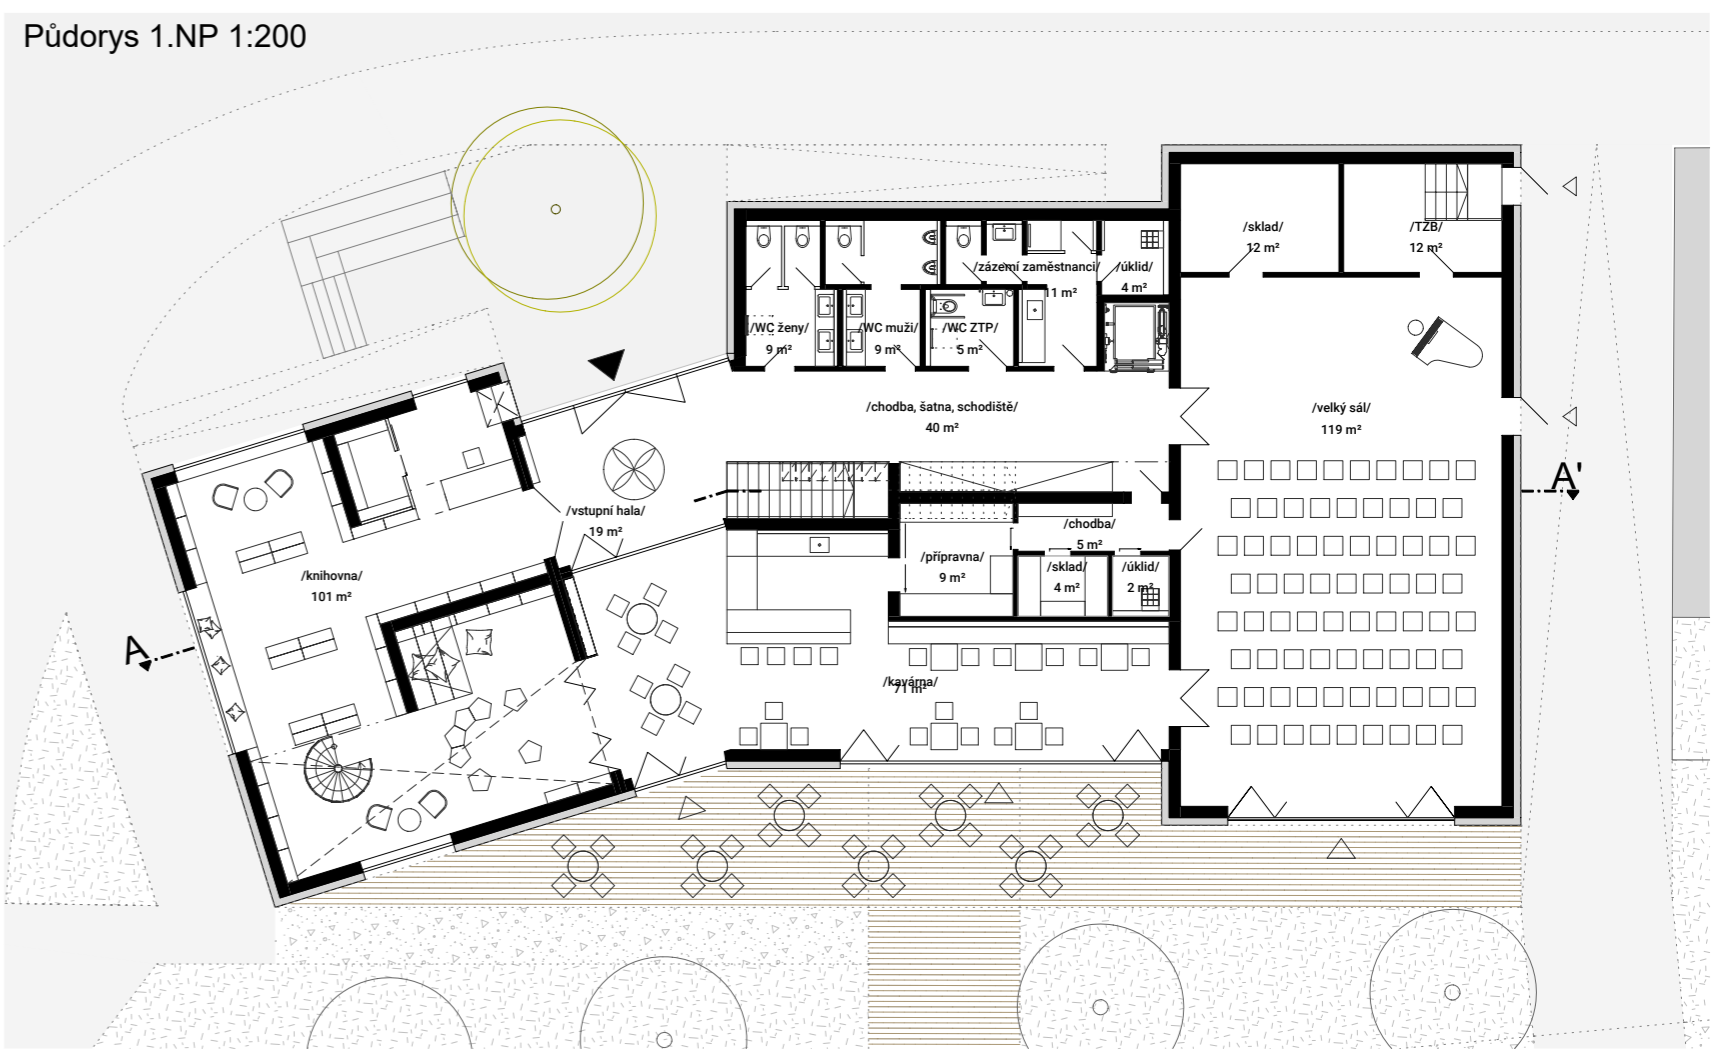 Půdorys 1.NP 1:200
/sklad/
12 m²
/TZB/
12 m²
/zázemí zaměstnanci/
11 m²
/úklid/
4 m²
/WC ženy/
9 m²
/WC muži/
9 m²
/WC ZTP/
5 m²
/chodba, šatna, schodiště/
40 m²
/velký sál/
119 m²
A'
/vstupní hala/
19 m²
/chodba/
5 m²
/přípravna/
9 m²
/sklad/
4 m²
/úklid/
2 m²
/knihovna/
101 m²
A
/kavárna/
71 m²